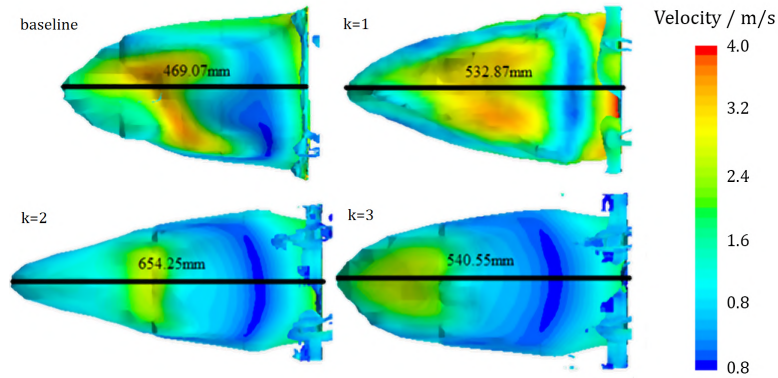 baseline
k=1
Velocity / m/s
469.07mm
532.87mm
4.0
3.2
2.4
1.6
0.8
0.8
k=2
k=3
654.25mm
540.55mm